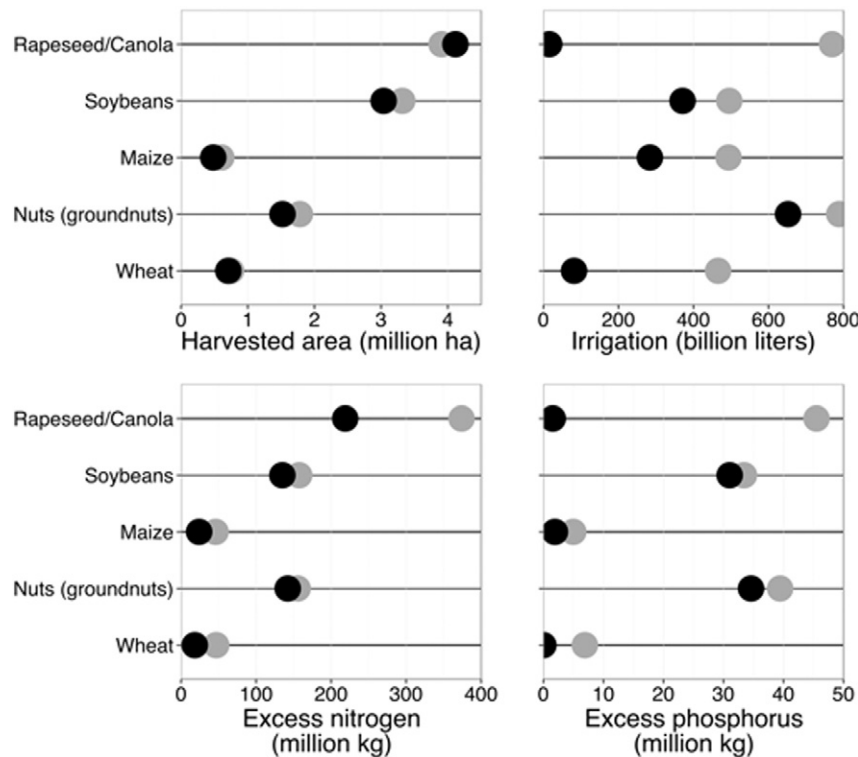 Rapeseed/Canola
Soybeans
Maize
Nuts (groundnuts)
Wheat
0 1 2 3 4
Harvested area (million ha)
0 200 400 600 800
Irrigation (billion liters)
Rapeseed/Canola
Soybeans
Maize
Nuts (groundnuts)
Wheat
0 100 200 300 400
Excess nitrogen
(million kg)
0 10 20 30 40 50
Excess phosphorus
(million kg)